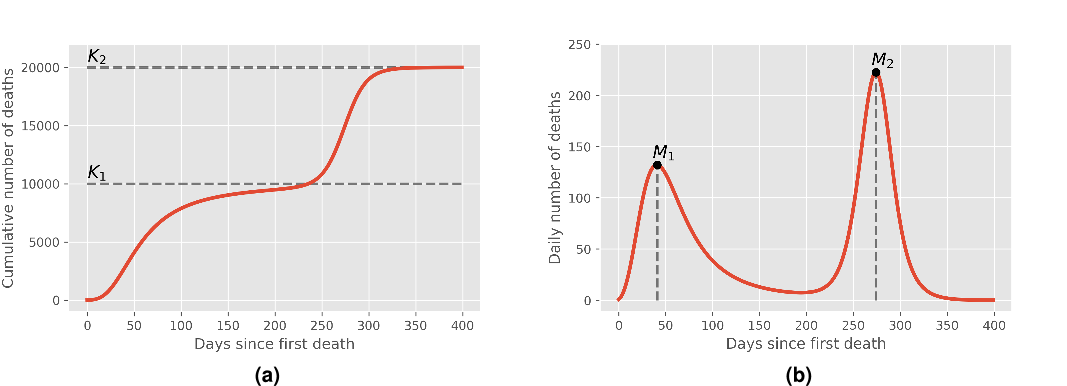 K₂
K₁
20000
15000
10000
5000
0
Cumulative number of deaths
0 50 100 150 200 250 300 350 400
Days since first death
(a)
M₂
M₁
250
200
150
100
50
0
Daily number of deaths
0 50 100 150 200 250 300 350 400
Days since first death
(b)